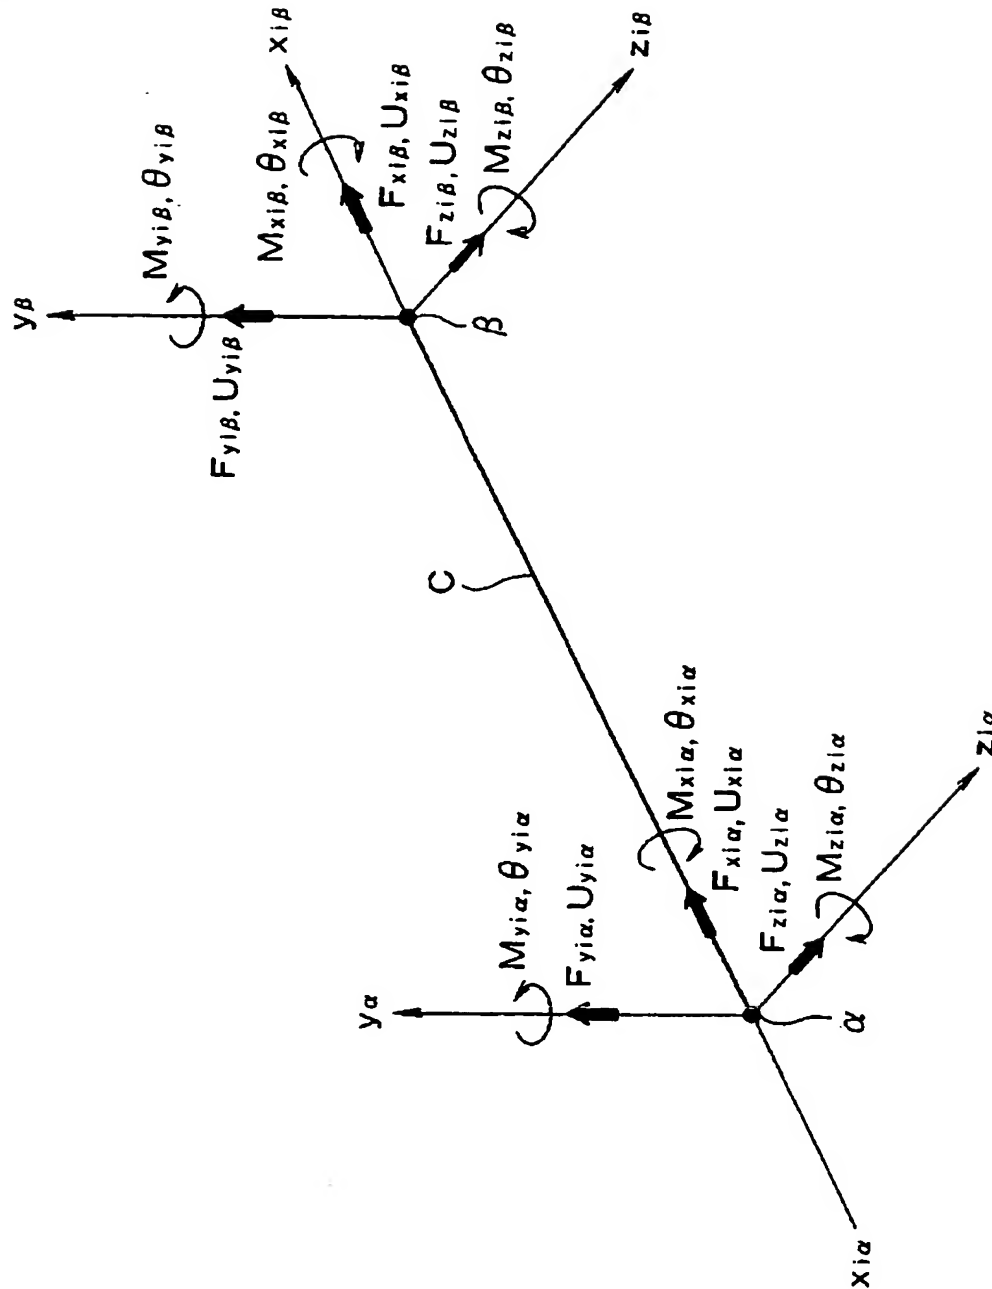 yβ
Myiβ, θyiβ
Fyiβ, Uyiβ
xiβ
Mxiβ, θxiβ
Fxiβ, Uxiβ
Fziβ, Uziβ
Mziβ, θziβ
ziβ
β
C
yα
Myiα, θyiα
Fyiα, Uyiα
Mxiα, θxiα
Fxiα, Uxiα
Fziα, Uziα
Mziα, θziα
ziα
α
xiα